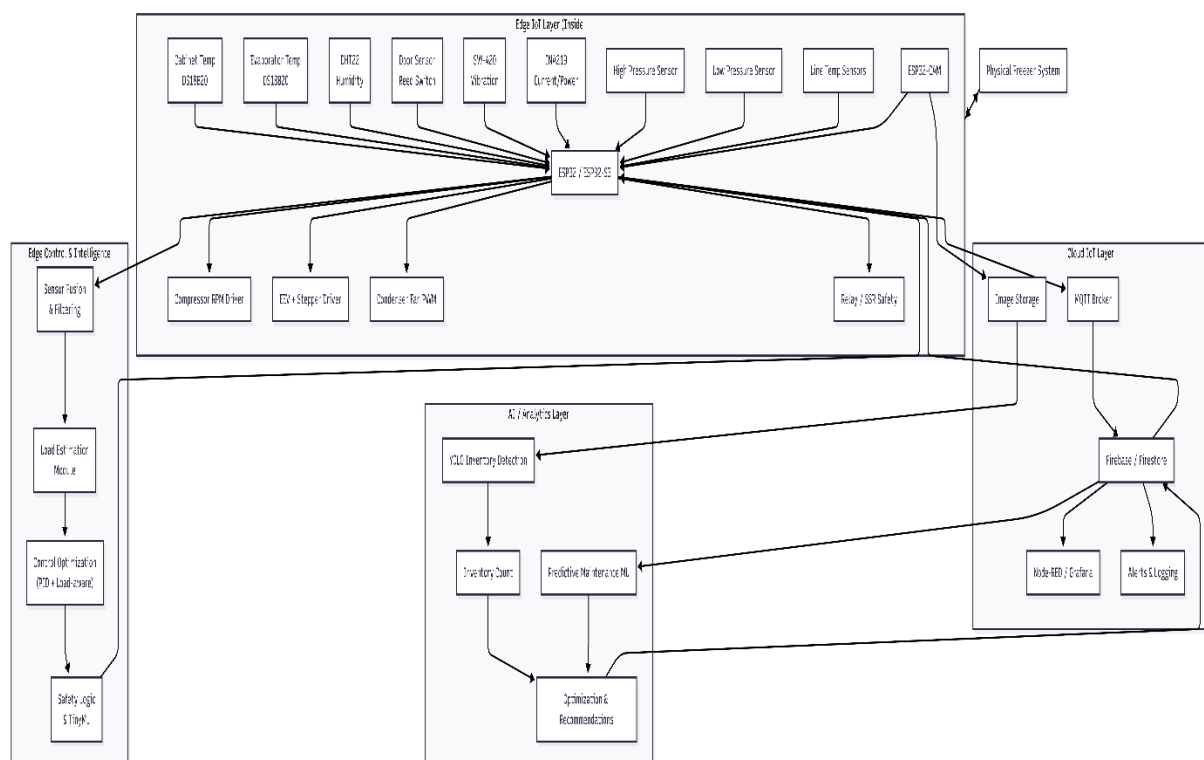 Edge IoT Layer (Inside
Cabinet Temp
DS18B20
Evaporator Temp
DS18B20
DHT22
Humidity
Door Sensor
Reed Switch
SW-420
Vibration
INA219
Current/Power
High Pressure Sensor
Low Pressure Sensor
Line Temp Sensors
ESP32-CAM
Physical Freezer System
ESP32 / ESP32-S3
Edge Control & Intelligence
Sensor Fusion
& Filtering
Compressor RPM Driver
EEV + Stepper Driver
Condenser Fan PWM
Relay / SSR Safety
Cloud IoT Layer
Image Storage
MQTT Broker
Load Estimation
Module
AI / Analytics Layer
YOLO Inventory Detection
Firebase / Firestore
Control Optimization
(PID + Load-aware)
Inventory Count
Predictive Maintenance ML
Node-RED / Grafana
Alerts & Logging
Safety Logic
& TinyML
Optimization &
Recommendations